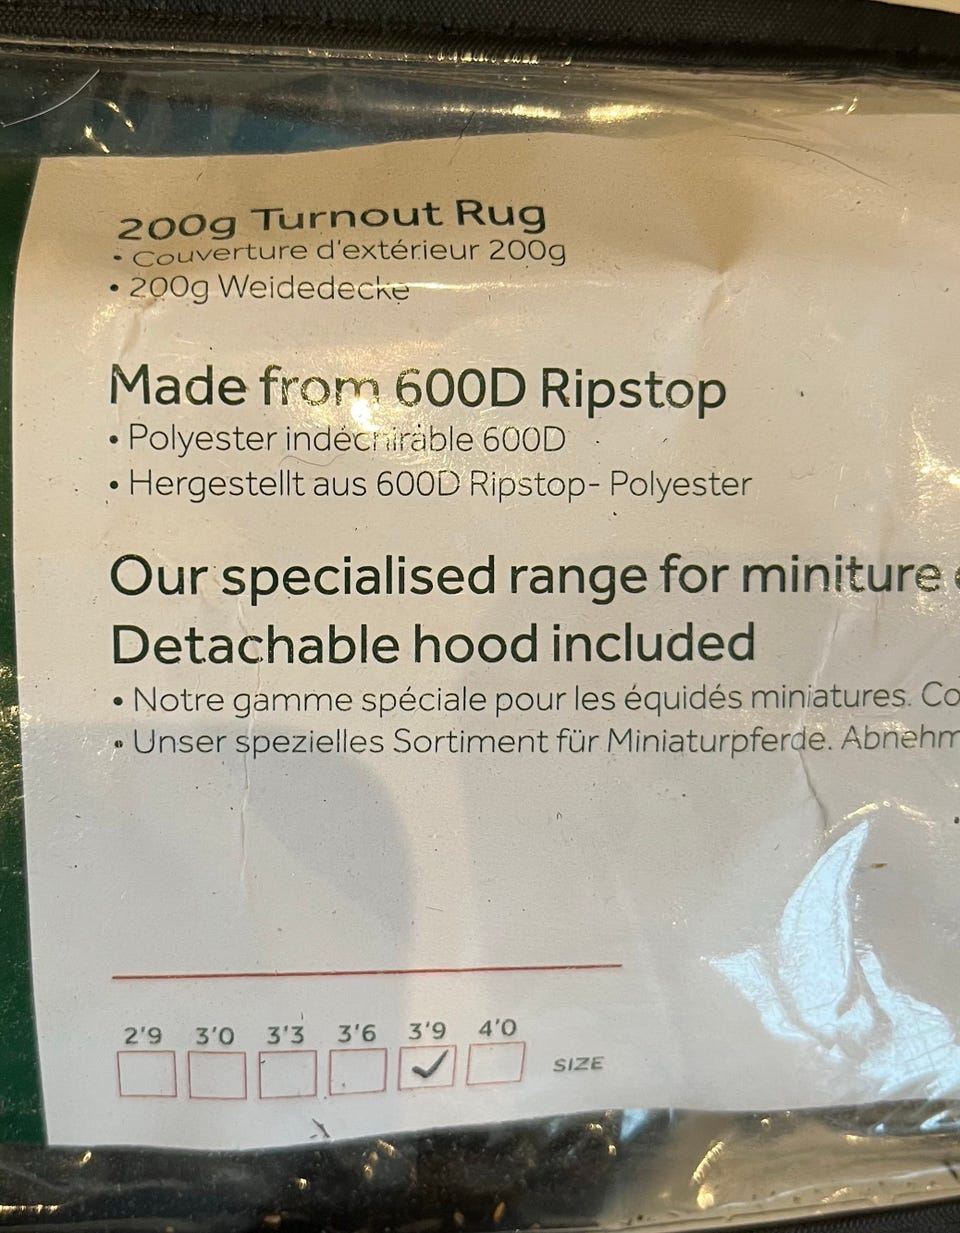 200g Turnout Rug
• Couverture d'extérieur 200g
• 200g Weidedecke
Made from 600D Ripstop
• Polyester indéchirable 600D
• Hergestellt aus 600D Ripstop- Polyester
Our specialised range for miniture
Detachable hood included
• Notre gamme spéciale pour les équidés miniatures. Co
• Unser spezielles Sortiment für Miniaturpferde. Abnehm
2'9 3'0 3'3 3'6 3'9 4'0
SIZE